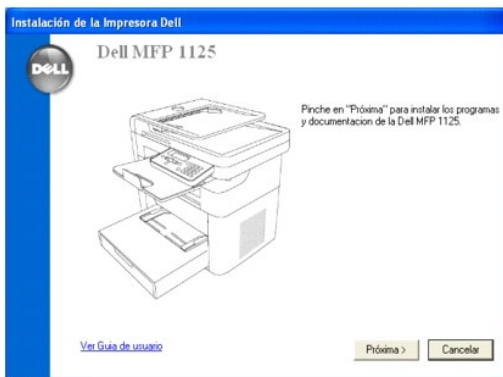 Instalación de la Impresora Dell
DELL
Dell MFP 1125
Pinche en "Próxima" para instalar los programas
y documentacion de la Dell MFP 1125.
Ver Guia de usuario
Próxima >
Cancelar